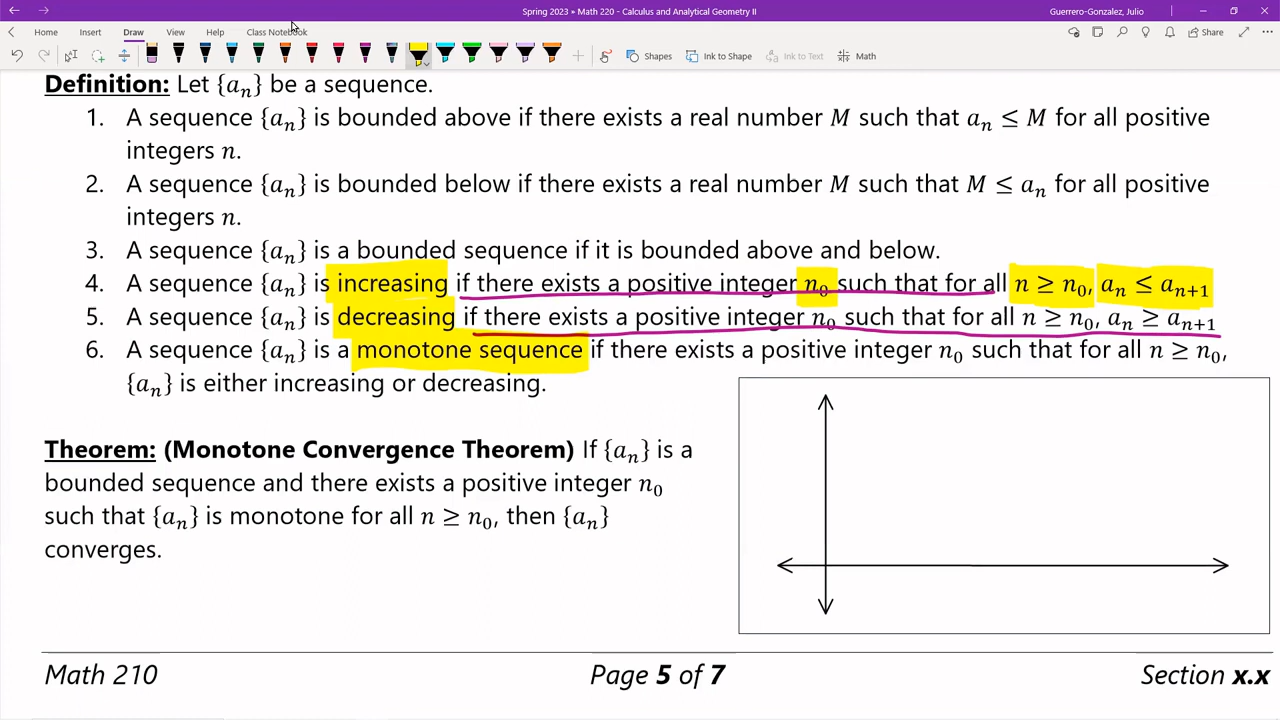 Spring 2023 » Math 220 - Calculus and Analytical Geometry II
Guerrero-Gonzalez, Julio
Home Insert Draw View Help Class Notebook
Share
Shapes Ink to Shape Ink to Text Math
Definition: Let {aₙ} be a sequence.
1. A sequence {aₙ} is bounded above if there exists a real number M such that aₙ ≤ M for all positive
integers n.
2. A sequence {aₙ} is bounded below if there exists a real number M such that M ≤ aₙ for all positive
integers n.
3. A sequence {aₙ} is a bounded sequence if it is bounded above and below.
4. A sequence {aₙ} is increasing if there exists a positive integer n₀ such that for all n ≥ n₀, aₙ ≤ aₙ₊₁
5. A sequence {aₙ} is decreasing if there exists a positive integer n₀ such that for all n ≥ n₀, aₙ ≥ aₙ₊₁
6. A sequence {aₙ} is a monotone sequence if there exists a positive integer n₀ such that for all n ≥ n₀,
{aₙ} is either increasing or decreasing.
Theorem: (Monotone Convergence Theorem) If {aₙ} is a
bounded sequence and there exists a positive integer n₀
such that {aₙ} is monotone for all n ≥ n₀, then {aₙ}
converges.
Math 210 Page 5 of 7 Section x.x